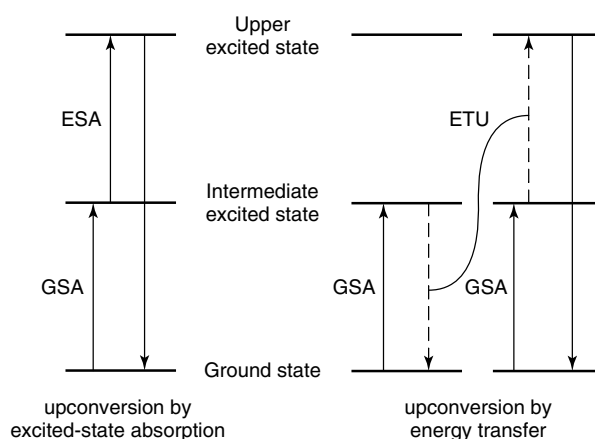 Upper
excited state
ESA
ETU
Intermediate
excited state
GSA
GSA
GSA
Ground state
upconversion by
excited-state absorption
upconversion by
energy transfer